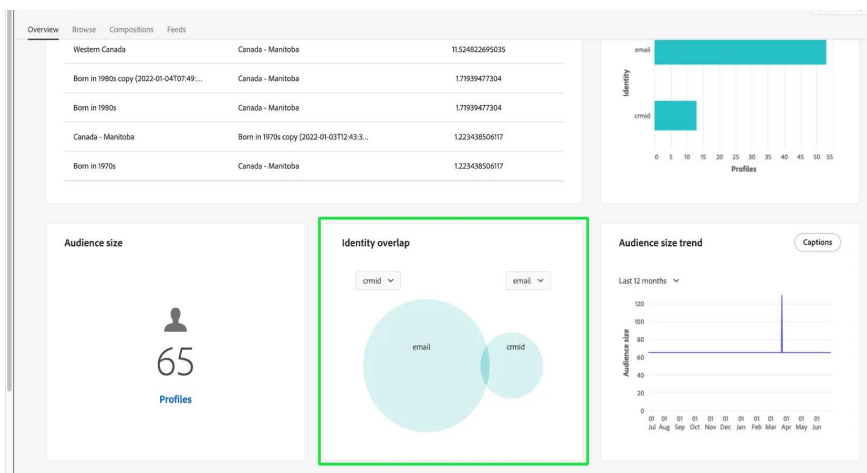 Overview Browse Compositions Feeds
Western Canada Canada - Manitoba 11.524822695035
Born in 1980s copy (2022-01-04T07:49:... Canada - Manitoba 1.71939477304
Born in 1980s Canada - Manitoba 1.71939477304
Canada - Manitoba Born in 1970s copy (2022-01-03T12:43:3... 1.223438506117
Born in 1970s Canada - Manitoba 1.223438506117
Identity
email
crmid
0 5 10 15 20 25 30 35 40 45 50 55
Profiles
Audience size
65
Profiles
Identity overlap
crmid email
email crmid
Audience size trend Captions
Last 12 months
Audience size
120
100
80
60
40
20
0
01 01 01 01 01 01 01 01 01 01 01 01
Jul Aug Sep Oct Nov Dec Jan Feb Mar Apr May Jun